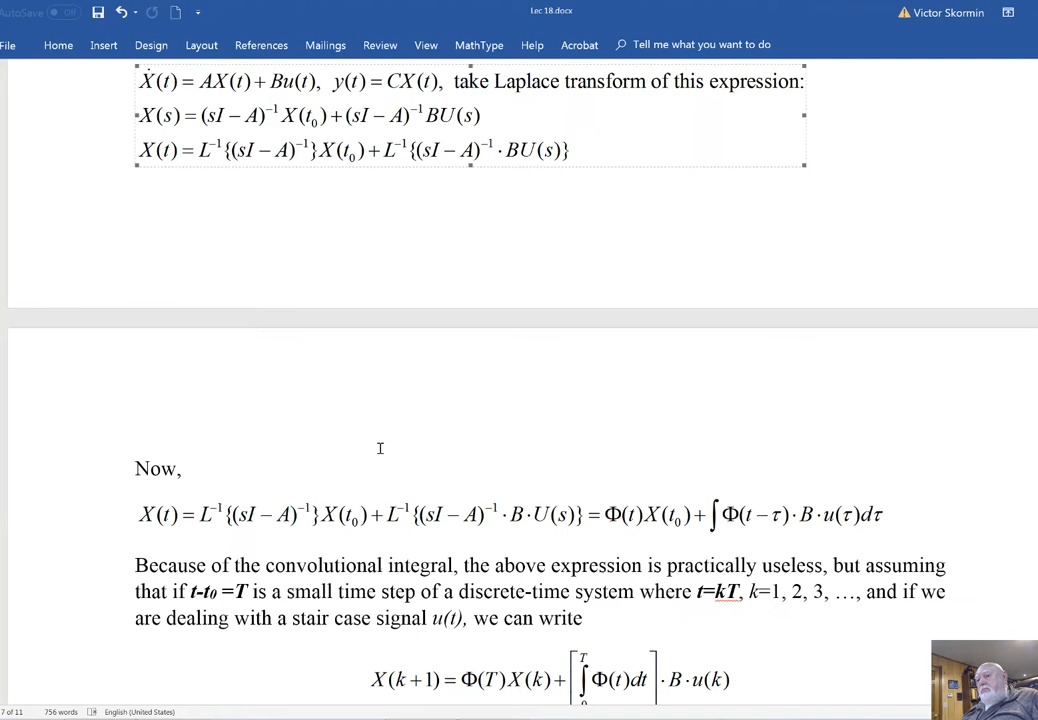 AutoSave Off
Lec 18.docx
Victor Skormin
File Home Insert Design Layout References Mailings Review View MathType Help Acrobat Tell me what you want to do
Ẋ(t) = AX(t) + Bu(t), y(t) = CX(t), take Laplace transform of this expression:
X(s) = (sI − A)⁻¹ X(t₀) + (sI − A)⁻¹ BU(s)
X(t) = L⁻¹{(sI − A)⁻¹}X(t₀) + L⁻¹{(sI − A)⁻¹ · BU(s)}
Now,
X(t) = L⁻¹{(sI − A)⁻¹}X(t₀) + L⁻¹{(sI − A)⁻¹ · B · U(s)} = Φ(t)X(t₀) + ∫Φ(t − τ) · B · u(τ)dτ
Because of the convolutional integral, the above expression is practically useless, but assuming
that if t-t₀ =T is a small time step of a discrete-time system where t=kT, k=1, 2, 3, …, and if we
are dealing with a stair case signal u(t), we can write
X(k + 1) = Φ(T)X(k) + [∫₀ᵀ Φ(t)dt] · B · u(k)
7 of 11 756 words English (United States)